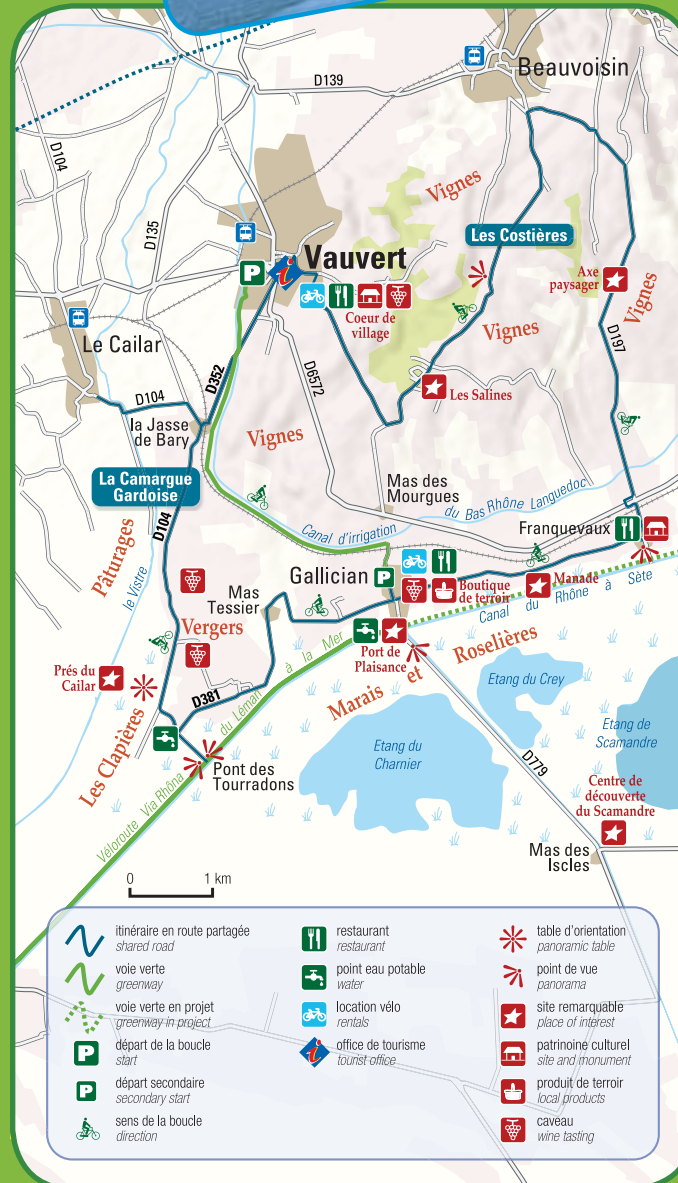 D139
Beauvoisin
D104
D135
Vignes
Les Costières
Vauvert
P
i
Axe
paysager
Vignes
Coeur de
village
Vignes
D197
Le Cailar
D352
D6572
Les Salines
D104
la Jasse
de Bary
Vignes
La Camargue
Gardoise
D104
Mas des
Mourgues
Canal d'irrigation
du Bas Rhône Languedoc
Franquevaux
Pâturages
le Vistre
Gallician
P
Boutique
de terroir
Manade
Canal du Rhône à Sète
Mas
Tessier
Vergers
Port de
Plaisance
Marais et Roselières
Prés du
Cailar
D381
Les Clapières
Etang du Crey
Etang du
Charnier
Etang de
Scamandre
Pont des
Tourradons
Véloroute Via Rhôna du Léman à la Mer
D779
Centre de
découverte
du Scamandre
Mas des
Iscles
0 1 km
itinéraire en route partagée
shared road
voie verte
greenway
voie verte en projet
greenway in project
P
départ de la boucle
start
P
départ secondaire
secondary start
sens de la boucle
direction
restaurant
restaurant
point eau potable
water
location vélo
rentals
i
office de tourisme
tourist office
table d'orientation
panoramic table
point de vue
panorama
site remarquable
place of interest
patrinoine culturel
site and monument
produit de terroir
local products
caveau
wine tasting